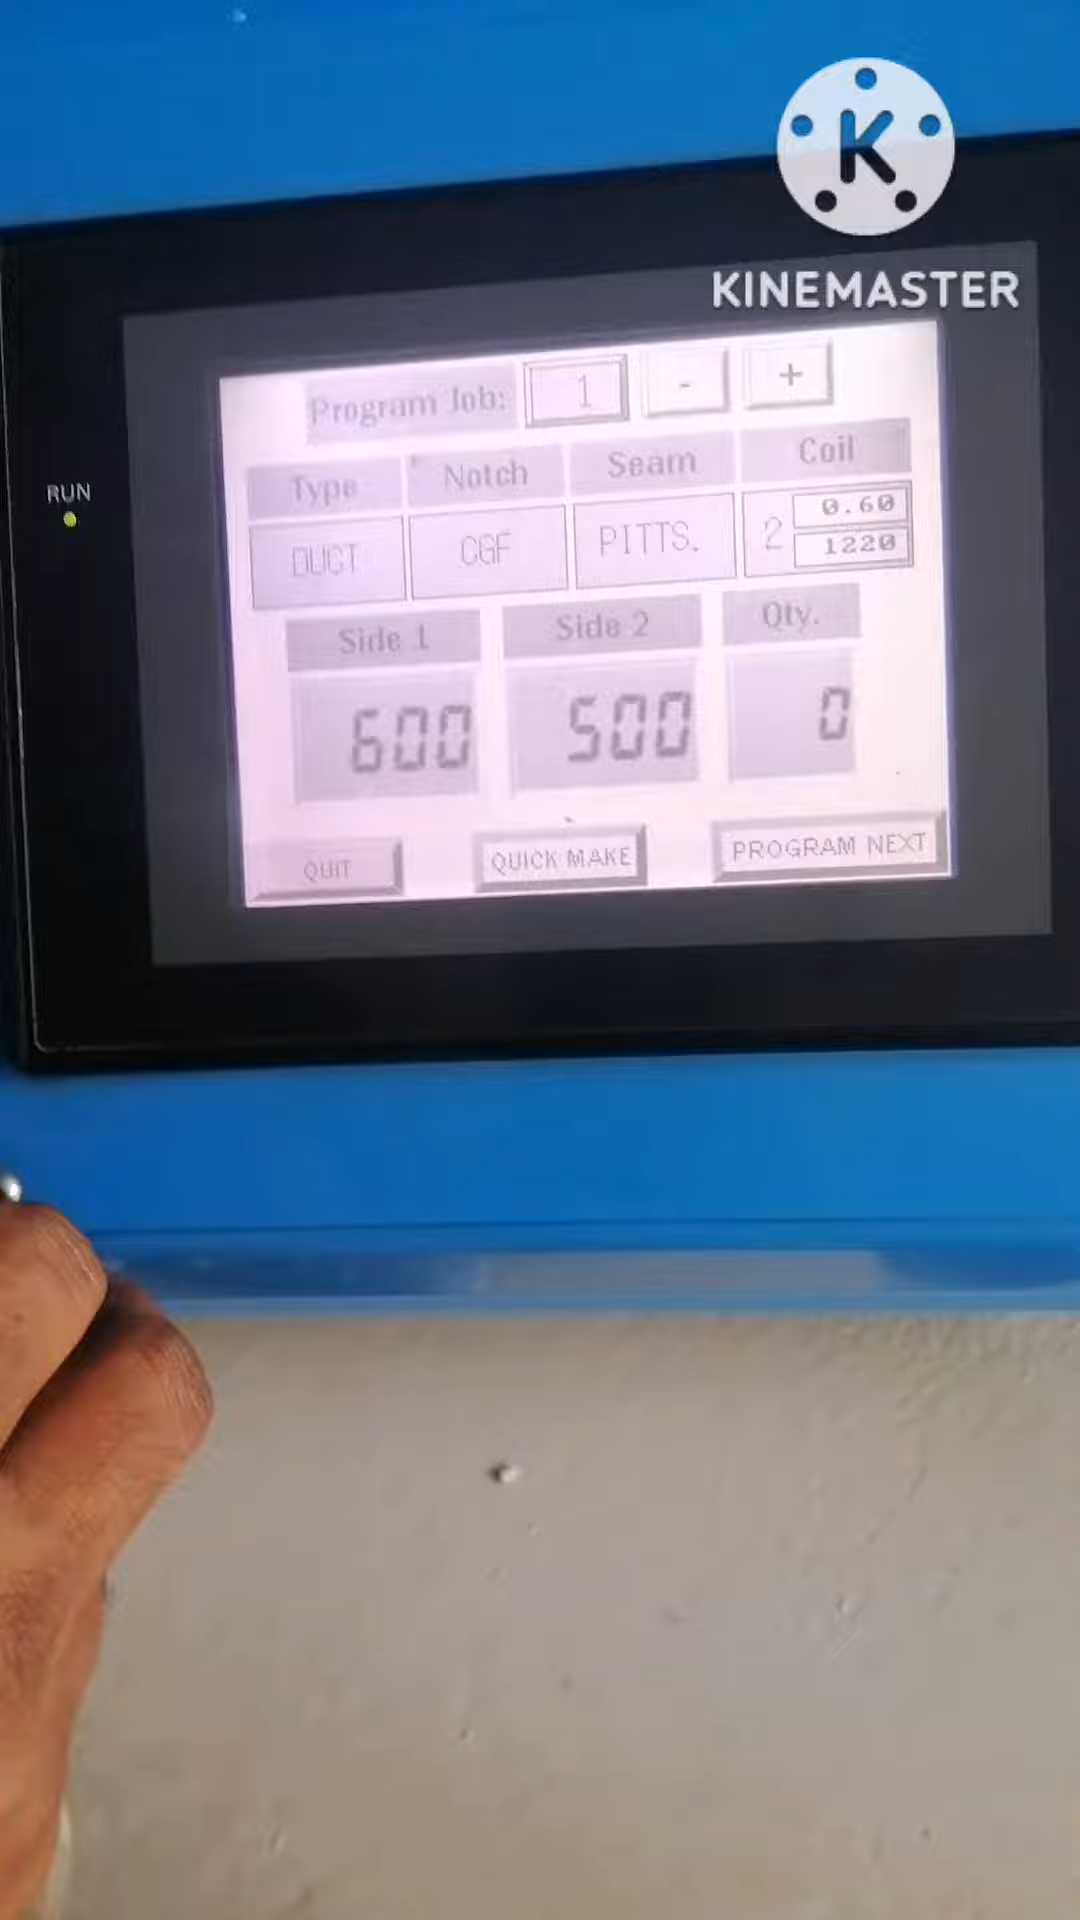 K
KINEMASTER
RUN
Program Job: 1 - +
Type Notch Seam Coil
DUCT CGF PITTS. 2 0.60
1220
Side 1 Side 2 Qty.
600 500 0
QUIT QUICK MAKE PROGRAM NEXT